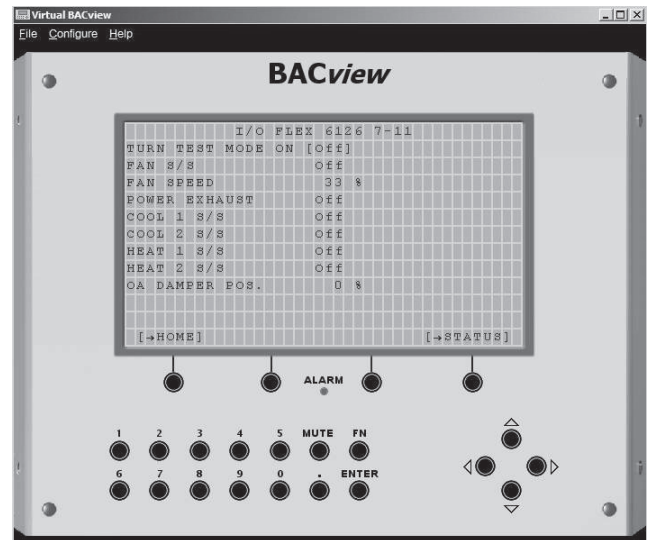 Virtual BACview
File Configure Help
BACview
I/O FLEX 6126 7-11
TURN TEST MODE ON [Off]
FAN S/S Off
FAN SPEED 33 %
POWER EXHAUST Off
COOL 1 S/S Off
COOL 2 S/S Off
HEAT 1 S/S Off
HEAT 2 S/S Off
OA DAMPER POS. 0 %
[→HOME] [→STATUS]
ALARM
1 2 3 4 5 MUTE FN
6 7 8 9 0 . ENTER